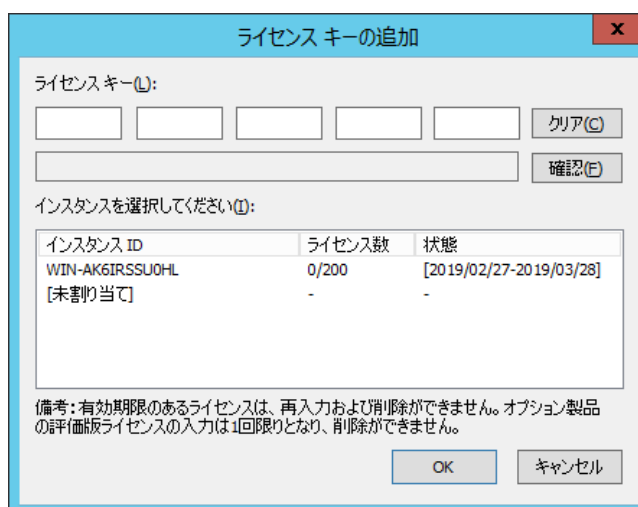 ライセンス キーの追加
x
ライセンス キー(L):
クリア(C)
確認(F)
インスタンスを選択してください(I):
インスタンス ID ライセンス数 状態
WIN-AK6IRSSU0HL 0/200 [2019/02/27-2019/03/28]
[未割り当て] - -
備考：有効期限のあるライセンスは、再入力および削除ができません。オプション製品
の評価版ライセンスの入力は1回限りとなり、削除ができません。
OK キャンセル